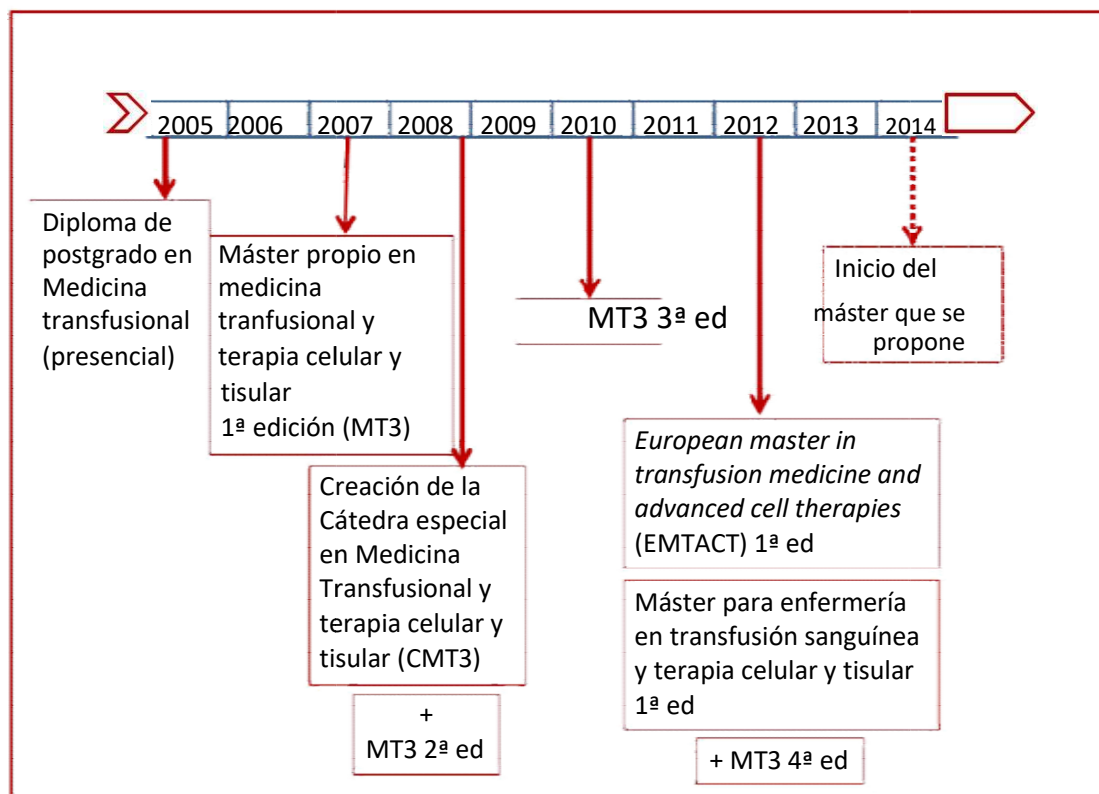 2005 2006 2007 2008 2009 2010 2011 2012 2013 2014
Diploma de
postgrado en
Medicina
transfusional
(presencial)
Máster propio en
medicina
tranfusional y
terapia celular y
tisular
1ª edición (MT3)
Creación de la
Cátedra especial
en Medicina
Transfusional y
terapia celular y
tisular (CMT3)
+
MT3 2ª ed
MT3 3ª ed
European master in
transfusion medicine and
advanced cell therapies
(EMTACT) 1ª ed
Máster para enfermería
en transfusión sanguínea
y terapia celular y tisular
1ª ed
+ MT3 4ª ed
Inicio del
máster que se
propone